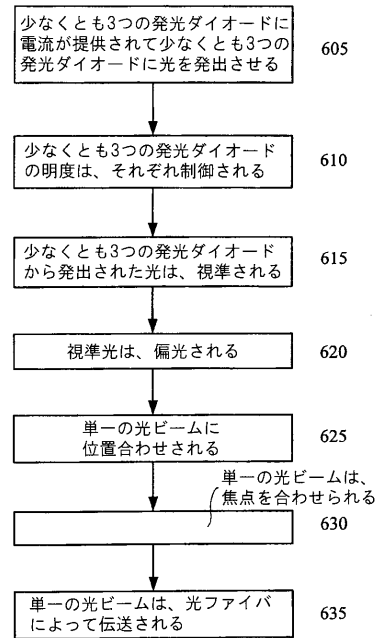 少なくとも3つの発光ダイオードに
電流が提供されて少なくとも3つの
発光ダイオードに光を発出させる
605
少なくとも3つの発光ダイオード
の明度は、それぞれ制御される
610
少なくとも3つの発光ダイオード
から発出された光は、視準される
615
視準光は、偏光される
620
単一の光ビームに
位置合わせされる
625
単一の光ビームは、
焦点を合わせられる
630
単一の光ビームは、光ファイバ
によって伝送される
635